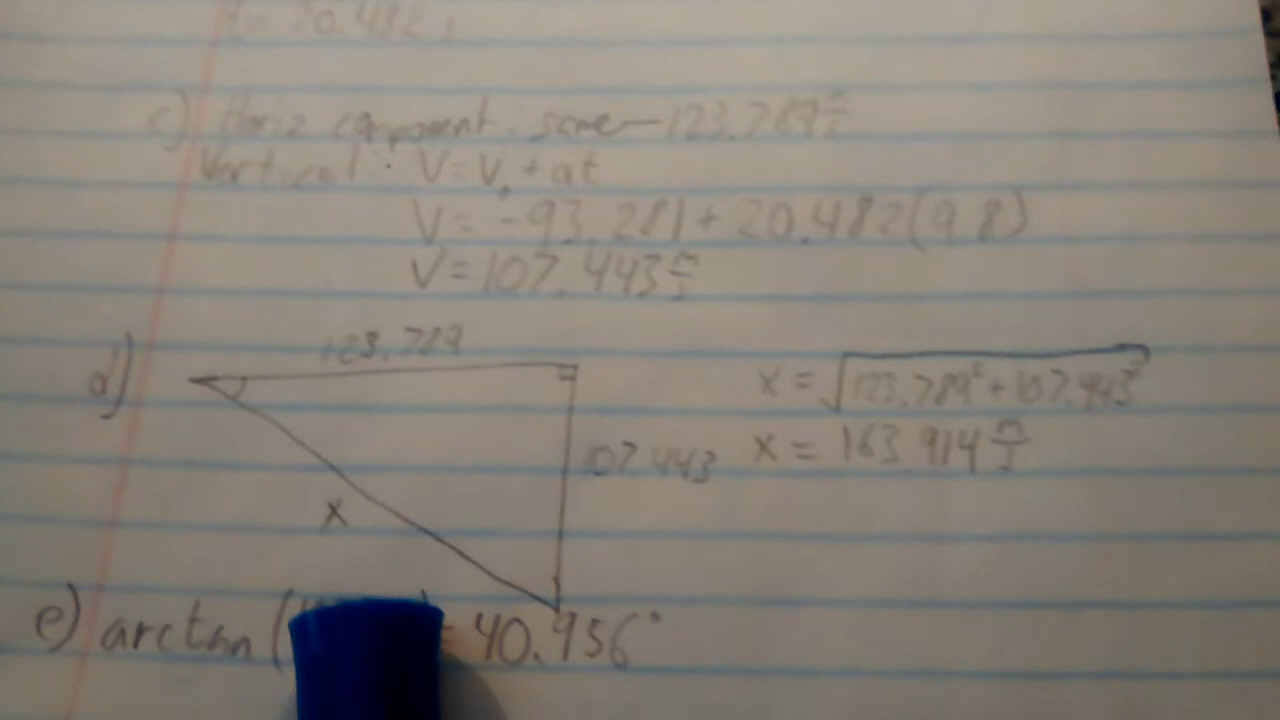 t= 20.482 s
c) Horiz component: same—123.789 m/s
Vertical: V=V₀+at
V= -93.281+20.482(9.8)
V=107.443 m/s
d) 123.789
x = √123.789²+107.443²
107.443
x = 163.914 m/s
x
e) arctan ( ) = 40.956°